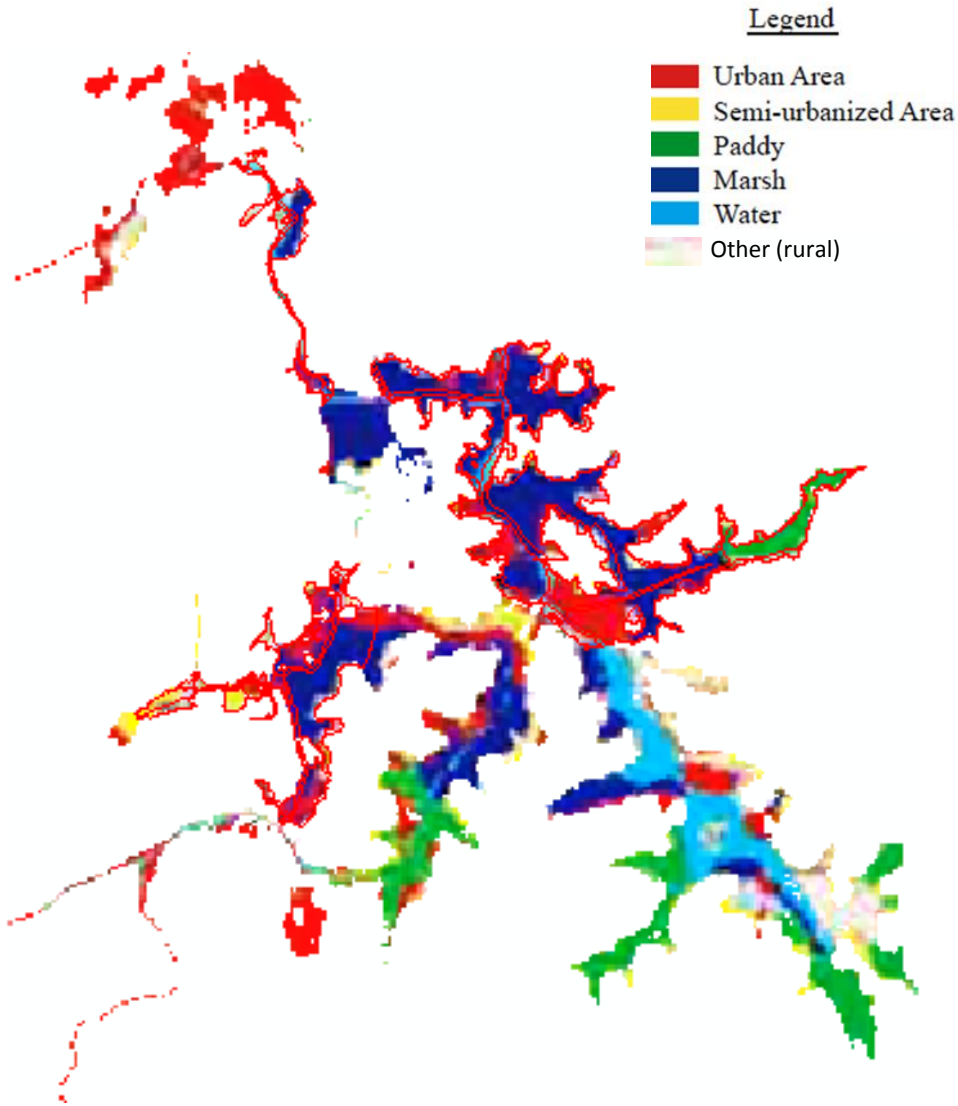 Legend
Urban Area
Semi-urbanized Area
Paddy
Marsh
Water
Other (rural)